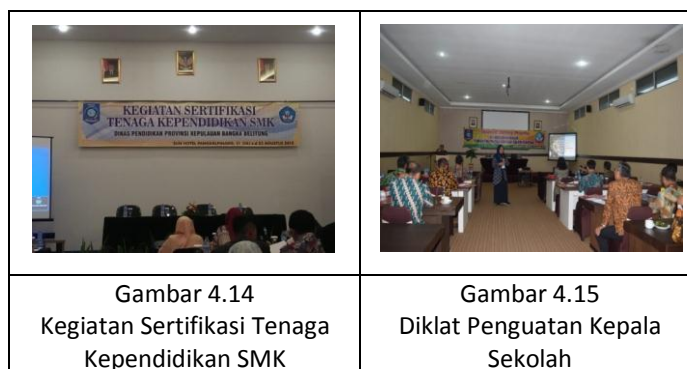 KEGIATAN SERTIFIKASI
TENAGA KEPENDIDIKAN SMK
DINAS PENDIDIKAN PROVINSI KEPULAUAN BANGKA BELITUNG
Gambar 4.14
Kegiatan Sertifikasi Tenaga
Kependidikan SMK
Gambar 4.15
Diklat Penguatan Kepala
Sekolah